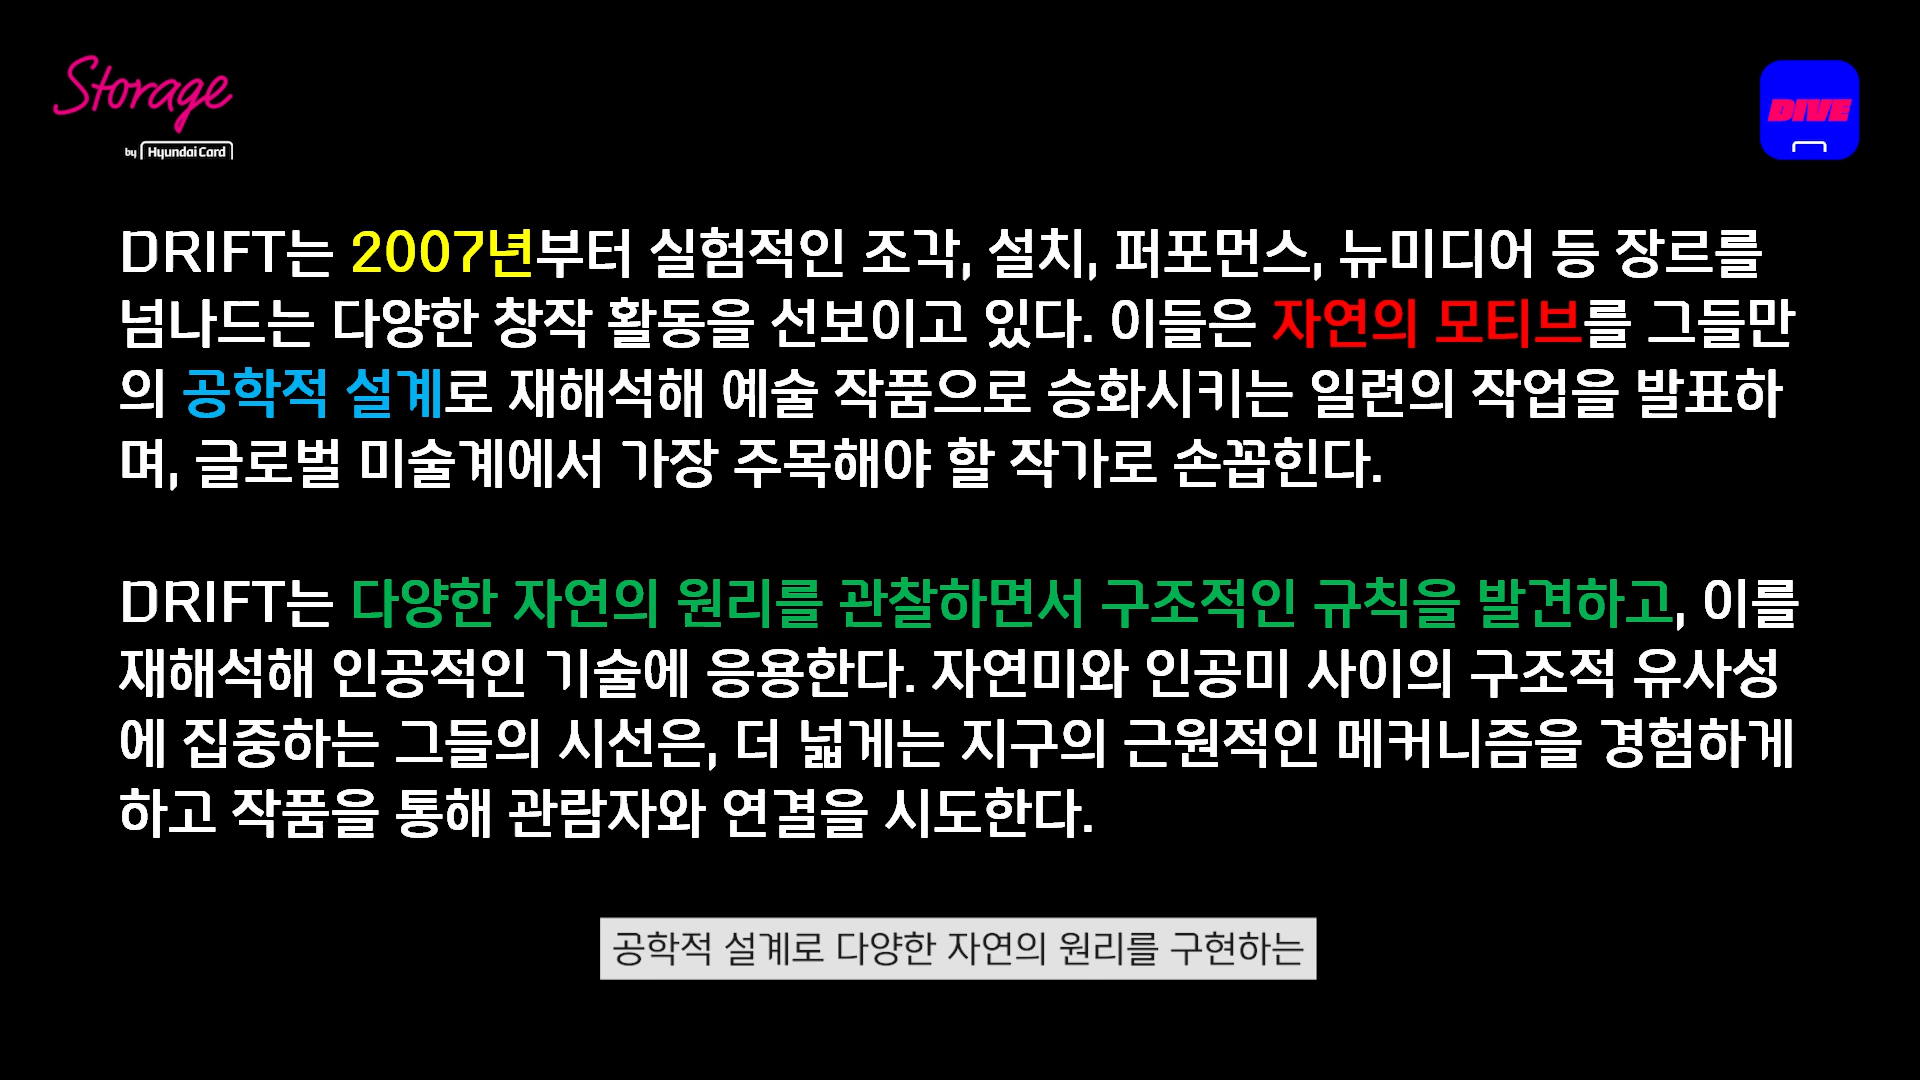 Storage
by Hyundai Card
DIVE
DRIFT는 2007년부터 실험적인 조각, 설치, 퍼포먼스, 뉴미디어 등 장르를
넘나드는 다양한 창작 활동을 선보이고 있다. 이들은 자연의 모티브를 그들만
의 공학적 설계로 재해석해 예술 작품으로 승화시키는 일련의 작업을 발표하
며, 글로벌 미술계에서 가장 주목해야 할 작가로 손꼽힌다.
DRIFT는 다양한 자연의 원리를 관찰하면서 구조적인 규칙을 발견하고, 이를
재해석해 인공적인 기술에 응용한다. 자연미와 인공미 사이의 구조적 유사성
에 집중하는 그들의 시선은, 더 넓게는 지구의 근원적인 메커니즘을 경험하게
하고 작품을 통해 관람자와 연결을 시도한다.
공학적 설계로 다양한 자연의 원리를 구현하는